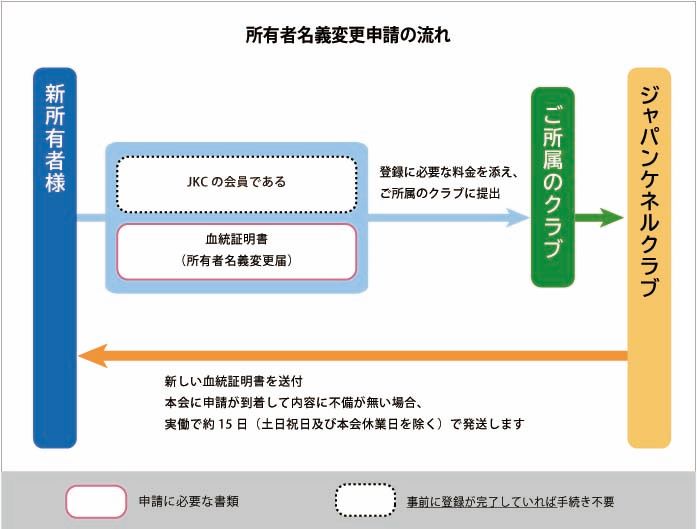 所有者名義変更申請の流れ
新所有者様
JKC の会員である
血統証明書
（所有者名義変更届）
登録に必要な料金を添え、
ご所属のクラブに提出
ご所属のクラブ
ジャパンケネルクラブ
新しい血統証明書を送付
本会に申請が到着して内容に不備が無い場合、
実働で約 15 日（土日祝日及び本会休業日を除く）で発送します
申請に必要な書類
事前に登録が完了していれば手続き不要